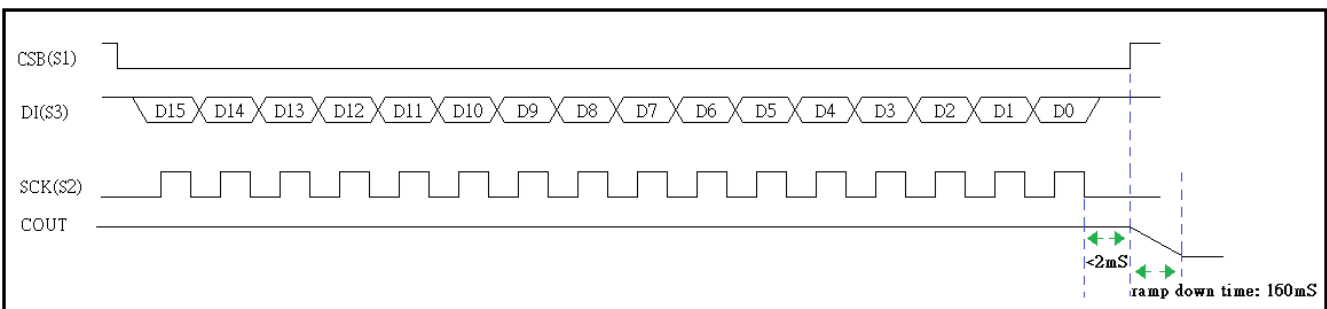 CSB(S1)
DI(S3) D15 D14 D13 D12 D11 D10 D9 D8 D7 D6 D5 D4 D3 D2 D1 D0
SCK(S2)
COUT
<2mS
ramp down time: 160mS